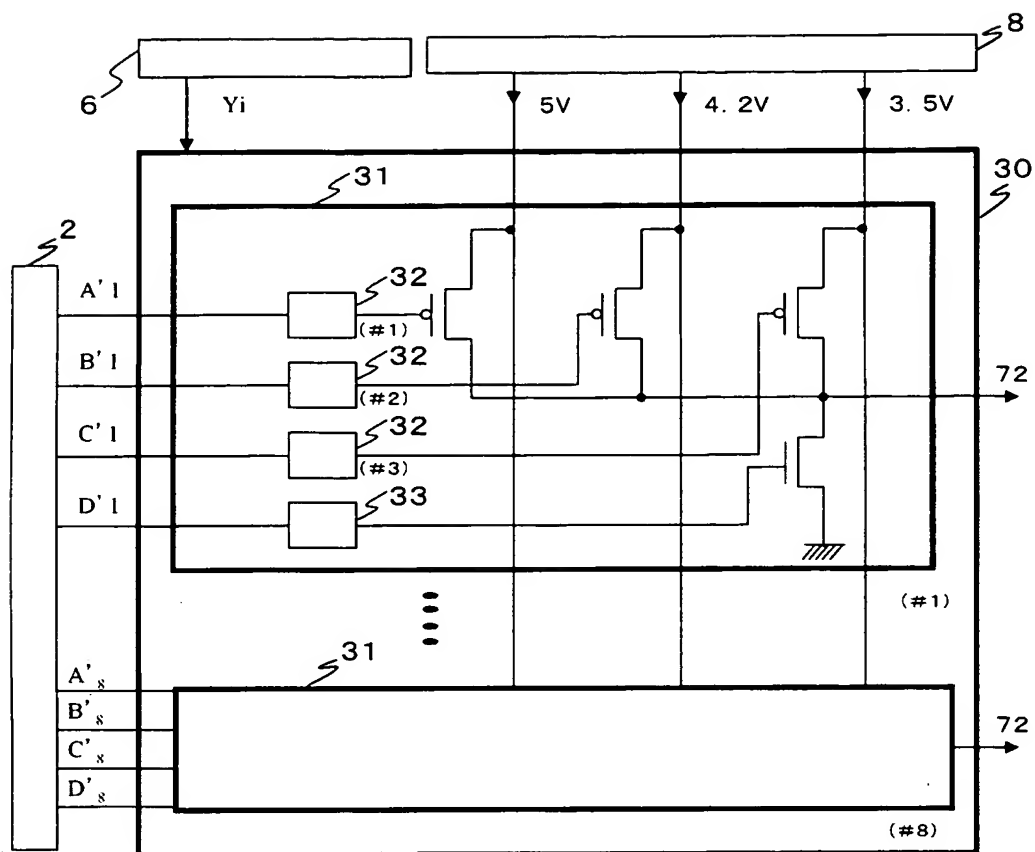 8
6
Yi
5V
4. 2V
3. 5V
30
31
2
A'1
32
(#1)
B'1
32
(#2)
72
C'1
32
(#3)
D'1
33
(#1)
31
A'8
B'8
72
C'8
D'8
(#8)